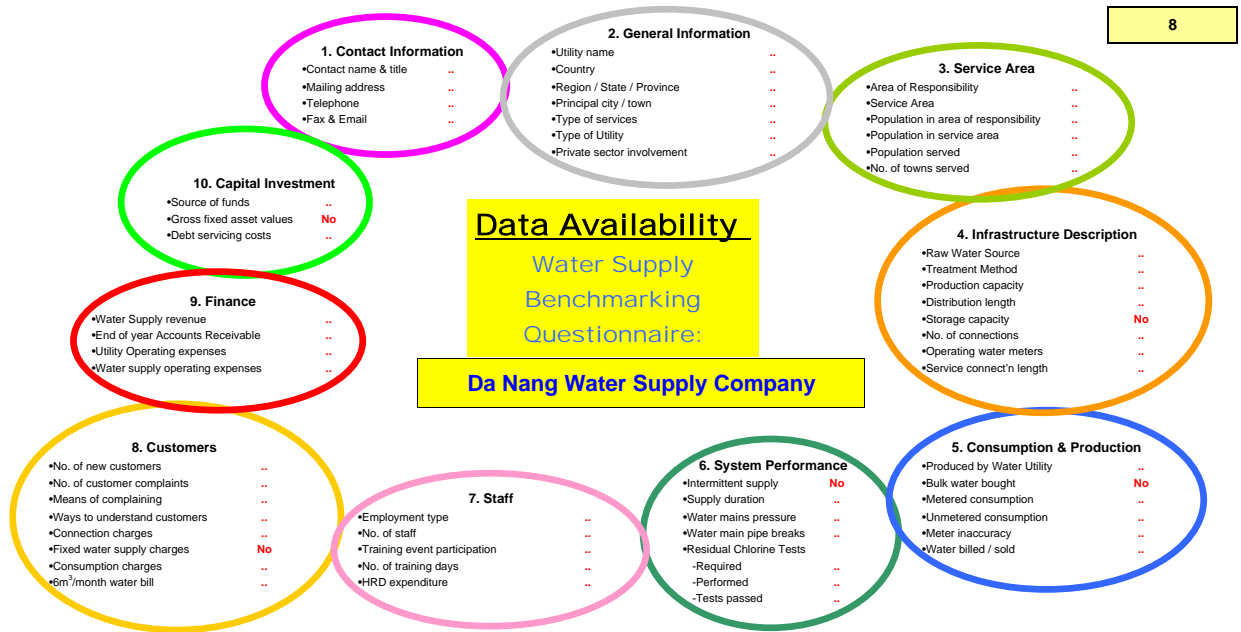 8
1. Contact Information
•Contact name & title ..
•Mailing address ..
•Telephone ..
•Fax & Email ..
2. General Information
•Utility name ..
•Country ..
•Region / State / Province ..
•Principal city / town ..
•Type of services ..
•Type of Utility ..
•Private sector involvement ..
3. Service Area
•Area of Responsibility ..
•Service Area ..
•Population in area of responsibility ..
•Population in service area ..
•Population served ..
•No. of towns served ..
10. Capital Investment
•Source of funds ..
•Gross fixed asset values No
•Debt servicing costs ..
Data Availability
Water Supply
Benchmarking
Questionnaire:
Da Nang Water Supply Company
4. Infrastructure Description
•Raw Water Source ..
•Treatment Method ..
•Production capacity ..
•Distribution length ..
•Storage capacity No
•No. of connections ..
•Operating water meters ..
•Service connect'n length ..
9. Finance
•Water Supply revenue ..
•End of year Accounts Receivable ..
•Utility Operating expenses ..
•Water supply operating expenses ..
8. Customers
•No. of new customers ..
•No. of customer complaints ..
•Means of complaining ..
•Ways to understand customers ..
•Connection charges ..
•Fixed water supply charges No
•Consumption charges ..
•6m³/month water bill ..
7. Staff
•Employment type ..
•No. of staff ..
•Training event participation ..
•No. of training days ..
•HRD expenditure ..
6. System Performance
•Intermittent supply No
•Supply duration ..
•Water mains pressure ..
•Water main pipe breaks ..
•Residual Chlorine Tests
-Required ..
-Performed ..
-Tests passed ..
5. Consumption & Production
•Produced by Water Utility ..
•Bulk water bought No
•Metered consumption ..
•Unmetered consumption ..
•Meter inaccuracy ..
•Water billed / sold ..